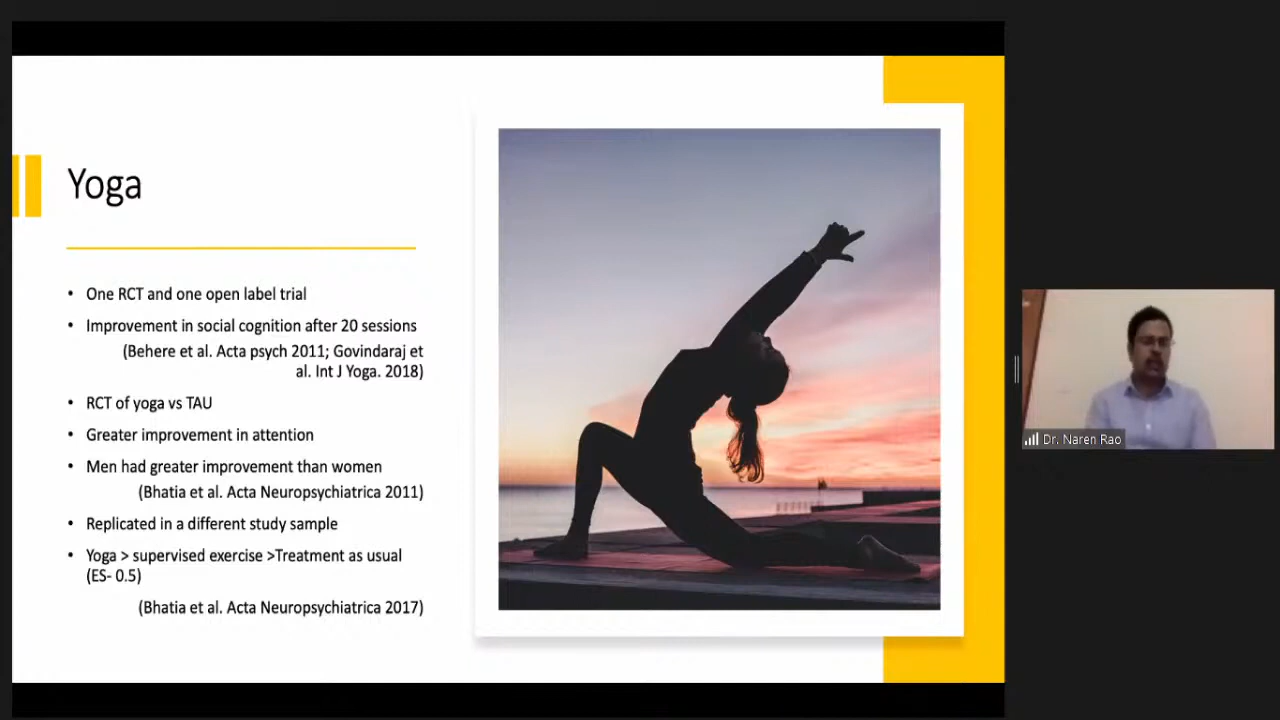 Yoga
• One RCT and one open label trial
• Improvement in social cognition after 20 sessions
(Behere et al. Acta psych 2011; Govindaraj et
al. Int J Yoga. 2018)
• RCT of yoga vs TAU
• Greater improvement in attention
• Men had greater improvement than women
(Bhatia et al. Acta Neuropsychiatrica 2011)
• Replicated in a different study sample
• Yoga > supervised exercise >Treatment as usual
(ES- 0.5)
(Bhatia et al. Acta Neuropsychiatrica 2017)
Dr. Naren Rao